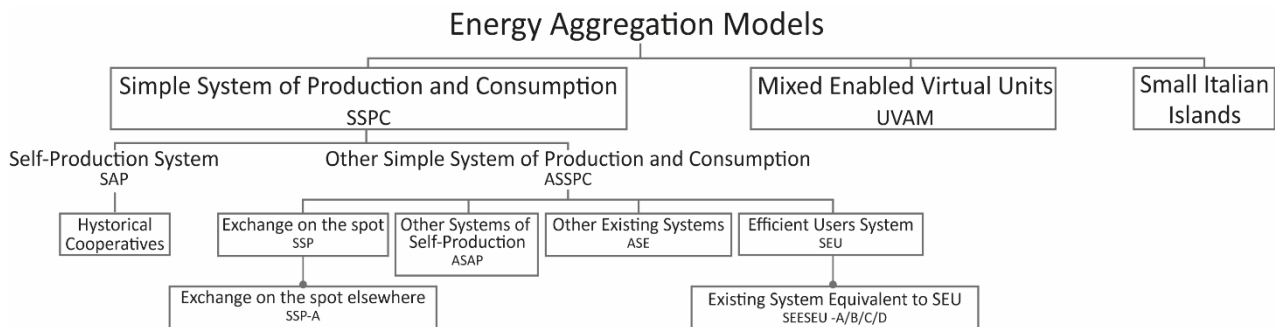 Energy Aggregation Models
Simple System of Production and Consumption
SSPC
Mixed Enabled Virtual Units
UVAM
Small Italian
Islands
Self-Production System
SAP
Other Simple System of Production and Consumption
ASSPC
Hystorical
Cooperatives
Exchange on the spot
SSP
Other Systems of
Self-Production
ASAP
Other Existing Systems
ASE
Efficient Users System
SEU
Exchange on the spot elsewhere
SSP-A
Existing System Equivalent to SEU
SEESEU -A/B/C/D